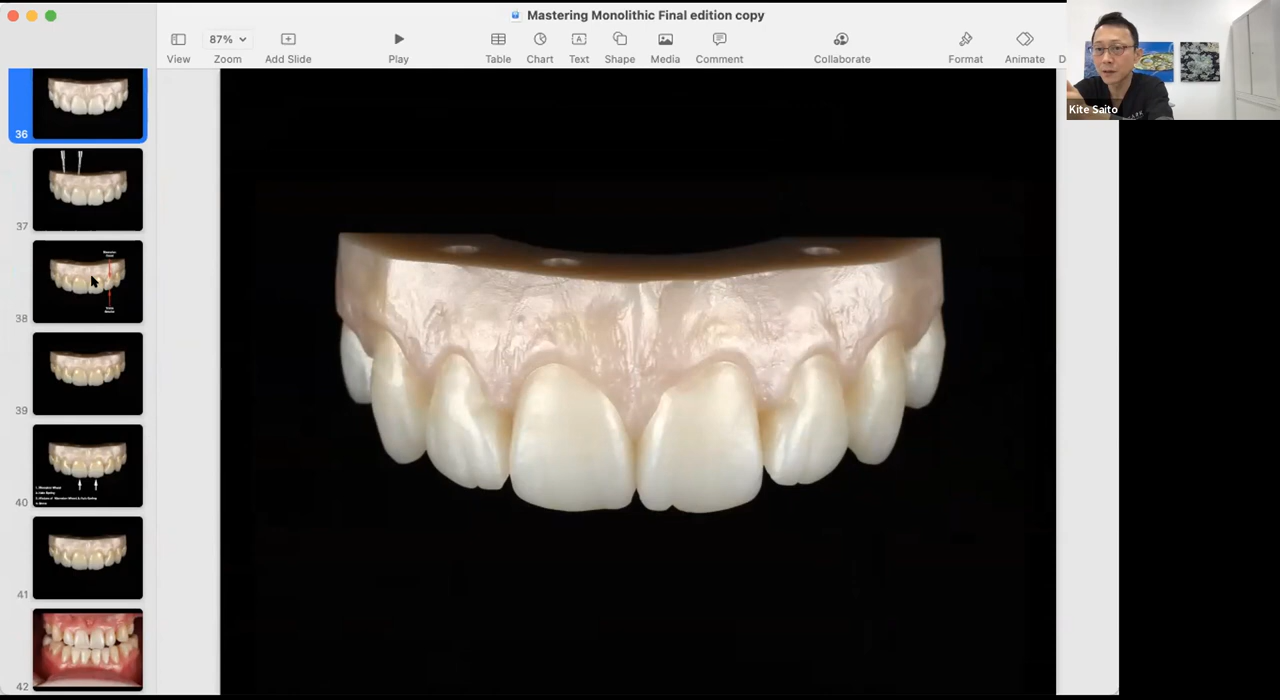 Mastering Monolithic Final edition copy
87%
View
Zoom
Add Slide
Play
Table
Chart
Text
Shape
Media
Comment
Collaborate
Format
Animate
D
Kite Saito
36
37
38
39
40
41
42